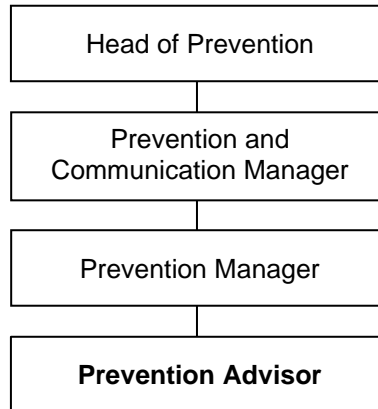 Head of Prevention
Prevention and
Communication Manager
Prevention Manager
Prevention Advisor